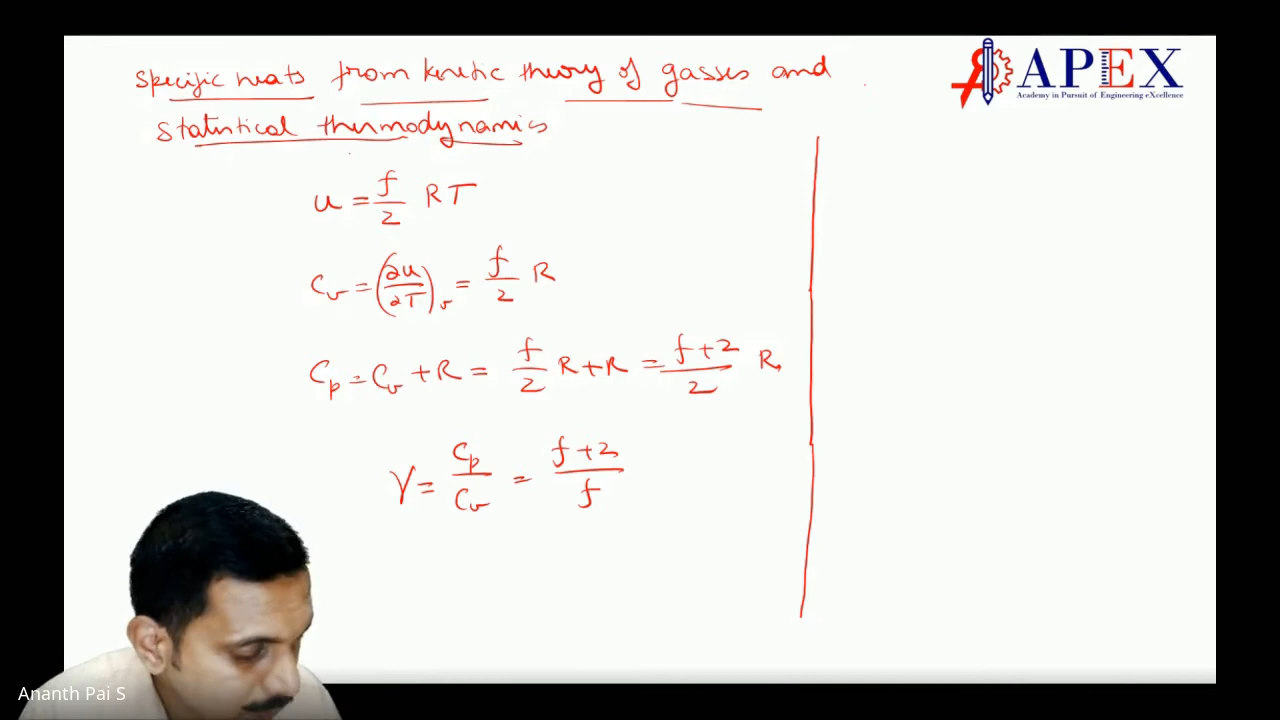 Specific heats from kinetic theory of gasses and
statistical thermodynamics
APEX
Academy in Pursuit of Engineering eXcellence
u = f/2 RT
Cv = (∂u/∂T)v = f/2 R
Cp = Cv + R = f/2 R + R = f+2/2 R
γ = Cp/Cv = f+2/f
Ananth Pai S